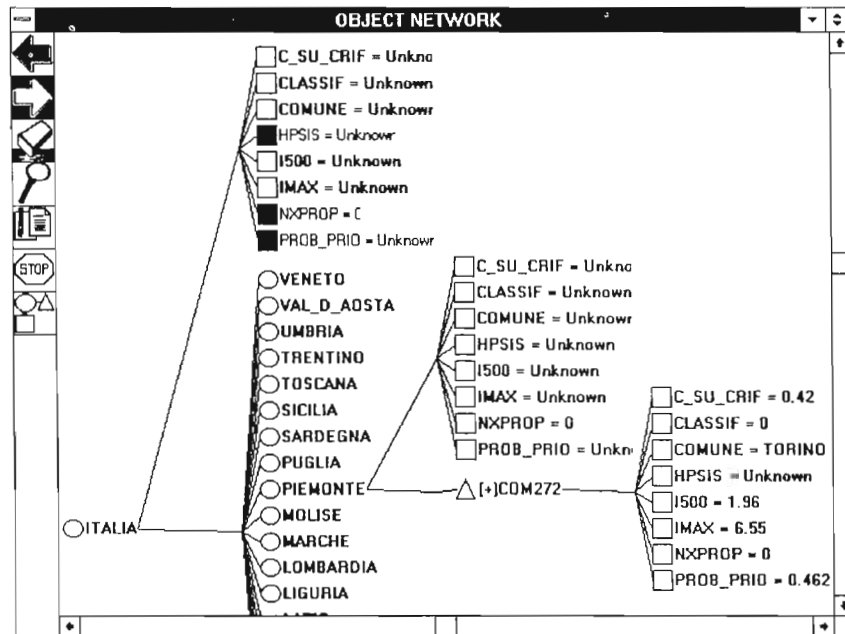 OBJECT NETWORK
C_SU_CRIF = Unkno
CLASSIF = Unknown
COMUNE = Unknowr
HPSIS = Unknowr
I500 = Unknown
IMAX = Unknown
NXPROP = 0
PROB_PRIO = Unknowr
STOP
VENETO
VAL_D_AOSTA
UMBRIA
TRENTINO
TOSCANA
SICILIA
SARDEGNA
PUGLIA
PIEMONTE
MOLISE
MARCHE
LOMBARDIA
LIGURIA
ITALIA
C_SU_CRIF = Unkno
CLASSIF = Unknown
COMUNE = Unknowr
HPSIS = Unknown
I500 = Unknown
IMAX = Unknown
NXPROP = 0
PROB_PRIO = Unkn
[+]COM272
C_SU_CRIF = 0.42
CLASSIF = 0
COMUNE = TORINO
HPSIS = Unknown
I500 = 1.96
IMAX = 6.55
NXPROP = 0
PROB_PRIO = 0.462